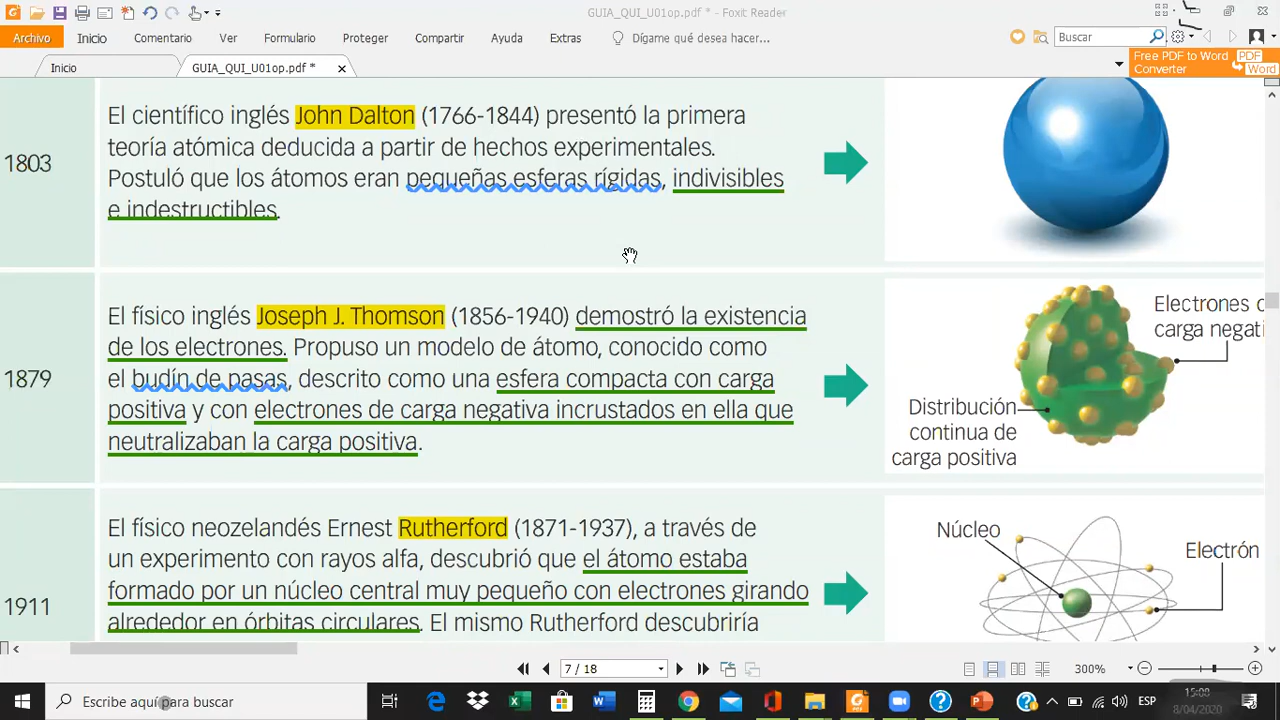 GUIA_QUI_U01op.pdf * - Foxit Reader
Archivo Inicio Comentario Ver Formulario Proteger Compartir Ayuda Extras Dígame qué desea hacer... Buscar
Inicio GUIA_QUI_U01op.pdf *
Free PDF to Word
Converter
PDF
Word
1803
El científico inglés John Dalton (1766-1844) presentó la primera
teoría atómica deducida a partir de hechos experimentales.
Postuló que los átomos eran pequeñas esferas rígidas, indivisibles
e indestructibles.
1879
El físico inglés Joseph J. Thomson (1856-1940) demostró la existencia
de los electrones. Propuso un modelo de átomo, conocido como
el budín de pasas, descrito como una esfera compacta con carga
positiva y con electrones de carga negativa incrustados en ella que
neutralizaban la carga positiva.
Electrones
carga negati
Distribución
continua de
carga positiva
1911
El físico neozelandés Ernest Rutherford (1871-1937), a través de
un experimento con rayos alfa, descubrió que el átomo estaba
formado por un núcleo central muy pequeño con electrones girando
alrededor en órbitas circulares. El mismo Rutherford descubriría
Núcleo
Electrón
7 / 18
300%
Escribe aquí para buscar
ESP
15:08
8/04/2020